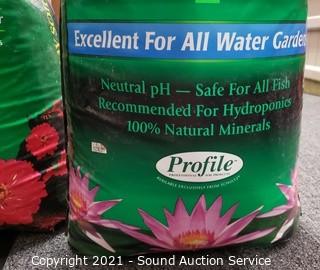 Excellent For All Water Garden
Neutral pH — Safe For All Fish
Recommended For Hydroponics
100% Natural Minerals
Profile™
Copyright 2021 - Sound Auction Service